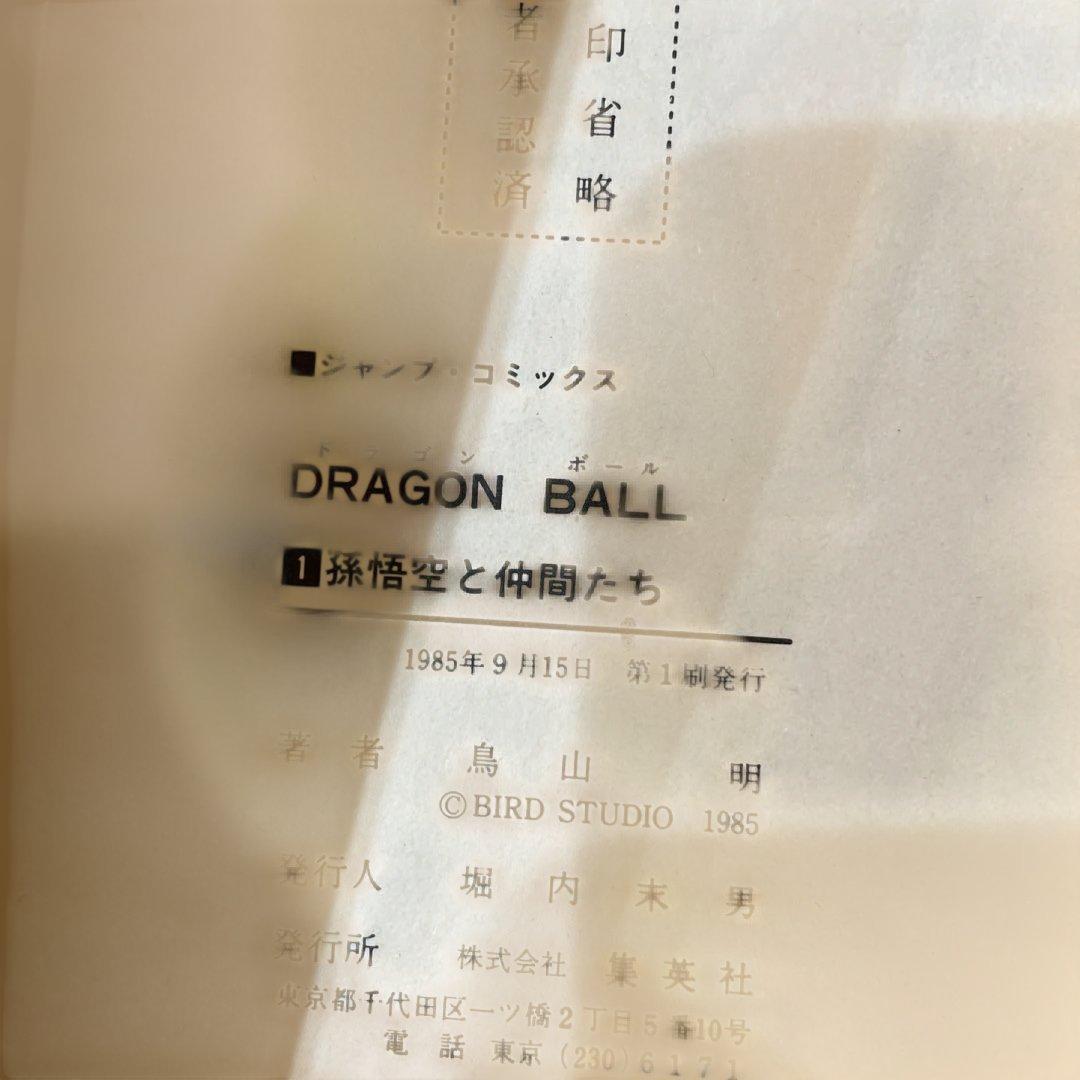 印省略
者承認済
■ジャンプ・コミックス
ドラゴン ボール
DRAGON BALL
1孫悟空と仲間たち
1985年9月15日 第1刷発行
著者 鳥山明
©BIRD STUDIO 1985
発行人 堀内末男
発行所 株式会社 集英社
東京都千代田区一ツ橋2丁目5番10号
電話 東京(230)6171